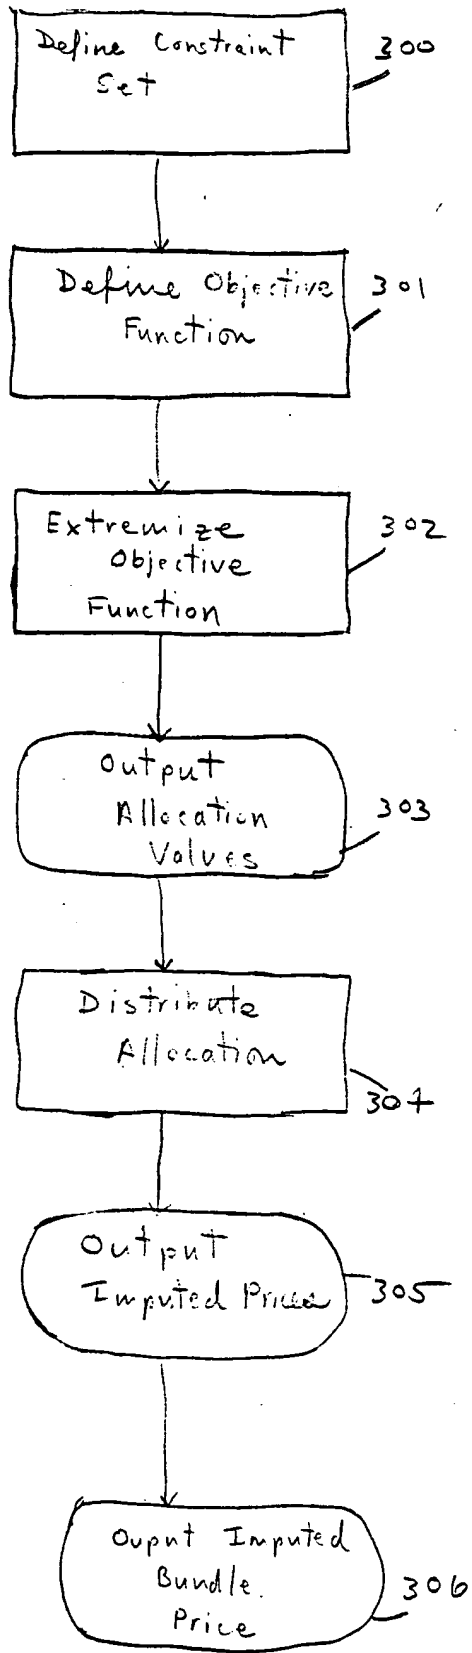 Define Constraint
Set
300
Define Objective
Function
301
Extremize
Objective
Function
302
Output
Allocation
Values
303
Distribute
Allocation
304
Output
Imputed Prices
305
Ouput Imputed
Bundle
Price
306